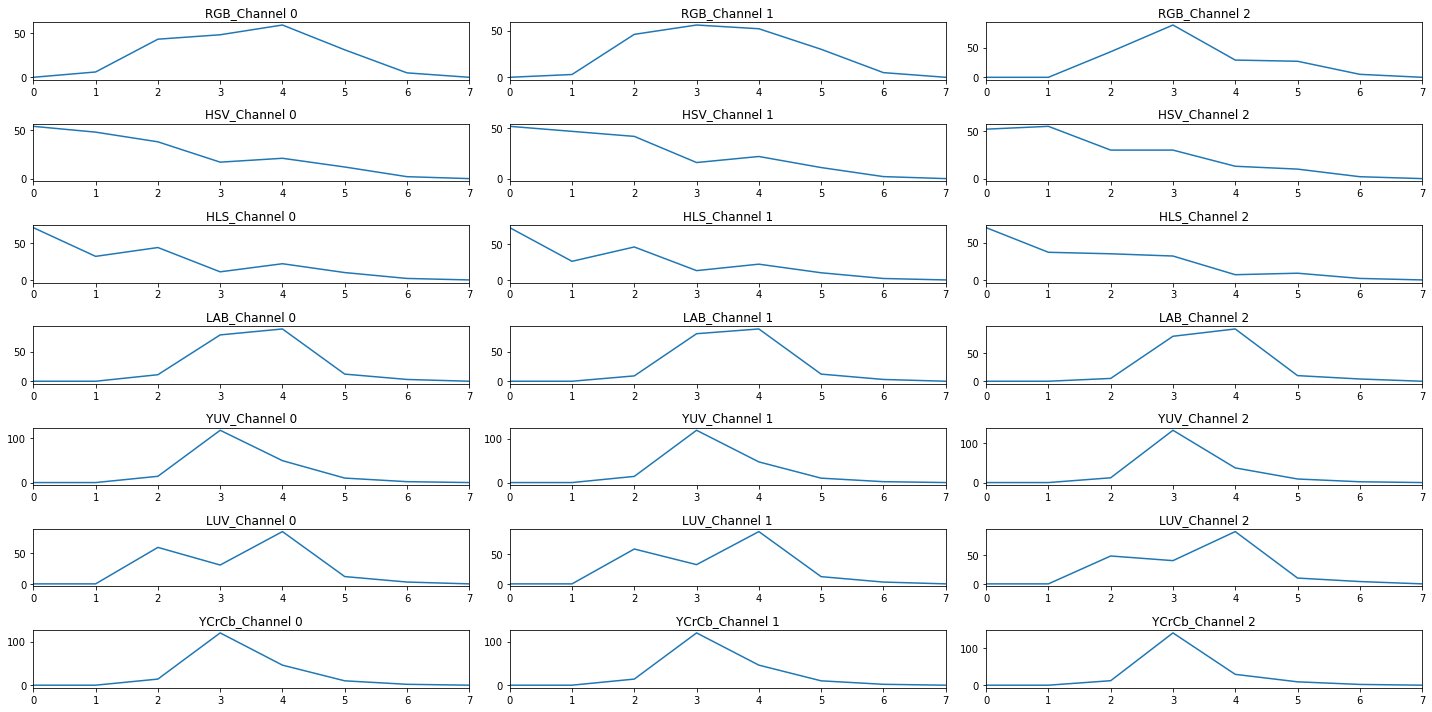 RGB_Channel 0 RGB_Channel 1 RGB_Channel 2
50 50 50
0 0 0
0 1 2 3 4 5 6 7 0 1 2 3 4 5 6 7 0 1 2 3 4 5 6 7
HSV_Channel 0 HSV_Channel 1 HSV_Channel 2
50 50 50
0 0 0
0 1 2 3 4 5 6 7 0 1 2 3 4 5 6 7 0 1 2 3 4 5 6 7
HLS_Channel 0 HLS_Channel 1 HLS_Channel 2
50 50 50
0 0 0
0 1 2 3 4 5 6 7 0 1 2 3 4 5 6 7 0 1 2 3 4 5 6 7
LAB_Channel 0 LAB_Channel 1 LAB_Channel 2
50 50 50
0 0 0
0 1 2 3 4 5 6 7 0 1 2 3 4 5 6 7 0 1 2 3 4 5 6 7
YUV_Channel 0 YUV_Channel 1 YUV_Channel 2
100 100 100
0 0 0
0 1 2 3 4 5 6 7 0 1 2 3 4 5 6 7 0 1 2 3 4 5 6 7
LUV_Channel 0 LUV_Channel 1 LUV_Channel 2
50 50 50
0 0 0
0 1 2 3 4 5 6 7 0 1 2 3 4 5 6 7 0 1 2 3 4 5 6 7
YCrCb_Channel 0 YCrCb_Channel 1 YCrCb_Channel 2
100 100 100
0 0 0
0 1 2 3 4 5 6 7 0 1 2 3 4 5 6 7 0 1 2 3 4 5 6 7